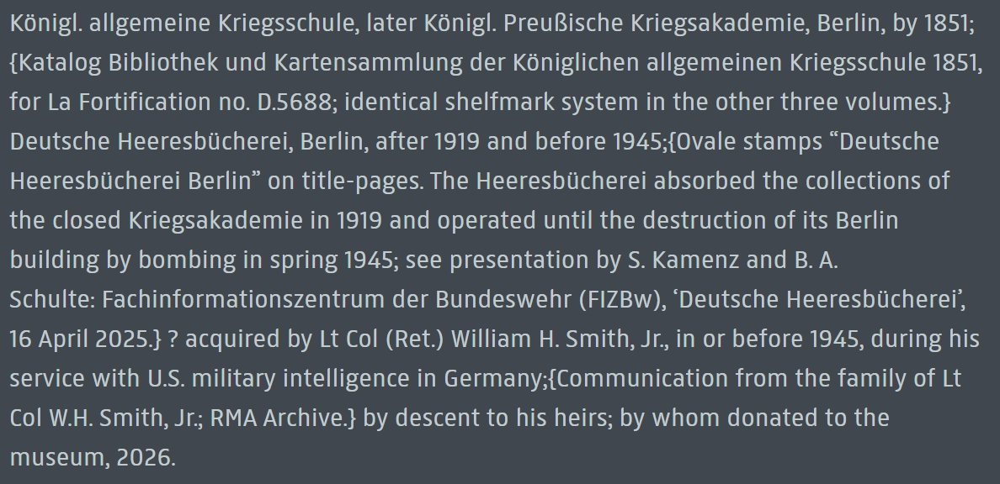 Königl. allgemeine Kriegsschule, later Königl. Preußische Kriegsakademie, Berlin, by 1851;
{Katalog Bibliothek und Kartensammlung der Königlichen allgemeinen Kriegsschule 1851,
for La Fortification no. D.5688; identical shelfmark system in the other three volumes.}
Deutsche Heeresbücherei, Berlin, after 1919 and before 1945;{Ovale stamps “Deutsche
Heeresbücherei Berlin” on title-pages. The Heeresbücherei absorbed the collections of
the closed Kriegsakademie in 1919 and operated until the destruction of its Berlin
building by bombing in spring 1945; see presentation by S. Kamenz and B. A.
Schulte: Fachinformationszentrum der Bundeswehr (FIZBw), ‘Deutsche Heeresbücherei’,
16 April 2025.} ? acquired by Lt Col (Ret.) William H. Smith, Jr., in or before 1945, during his
service with U.S. military intelligence in Germany;{Communication from the family of Lt
Col W.H. Smith, Jr.; RMA Archive.} by descent to his heirs; by whom donated to the
museum, 2026.